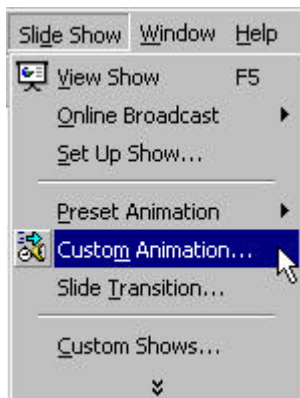 Slide Show Window Help
View Show F5
Online Broadcast
Set Up Show...
Preset Animation
Custom Animation...
Slide Transition...
Custom Shows...